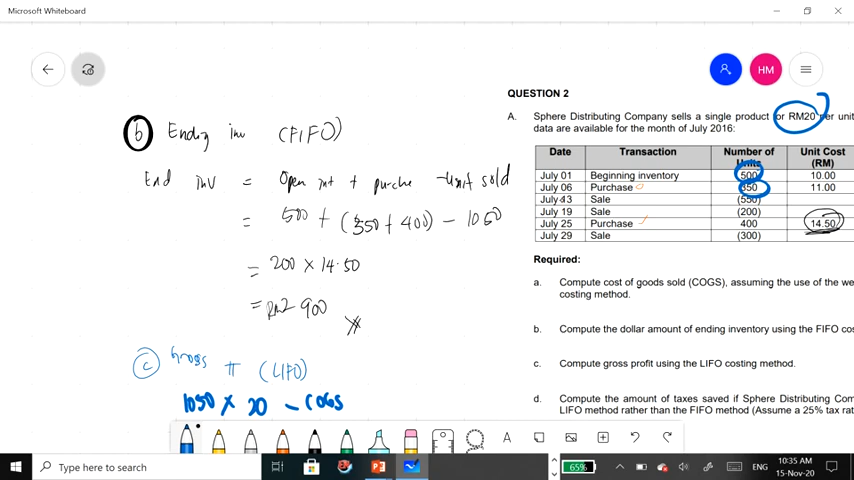 Microsoft Whiteboard
HM
b Ending inv (FIFO)
End inv = Open int + purche - unit sold
= 500 + (350 + 400) - 1050
= 200 × 14.50
= RM2 900
c Gross π (LIFO)
1050 × 20 - COGS
QUESTION 2
A. Sphere Distributing Company sells a single product for RM20 per unit
data are available for the month of July 2016:
Date Transaction Number of Units Unit Cost (RM)
July 01 Beginning inventory 500 10.00
July 06 Purchase 350 11.00
July 13 Sale (550)
July 19 Sale (200)
July 25 Purchase 400 14.50
July 29 Sale (300)
Required:
a. Compute cost of goods sold (COGS), assuming the use of the we
costing method.
b. Compute the dollar amount of ending inventory using the FIFO cos
c. Compute gross profit using the LIFO costing method.
d. Compute the amount of taxes saved if Sphere Distributing Com
LIFO method rather than the FIFO method (Assume a 25% tax rat
A
Type here to search
65%
ENG
10:35 AM
15-Nov-20